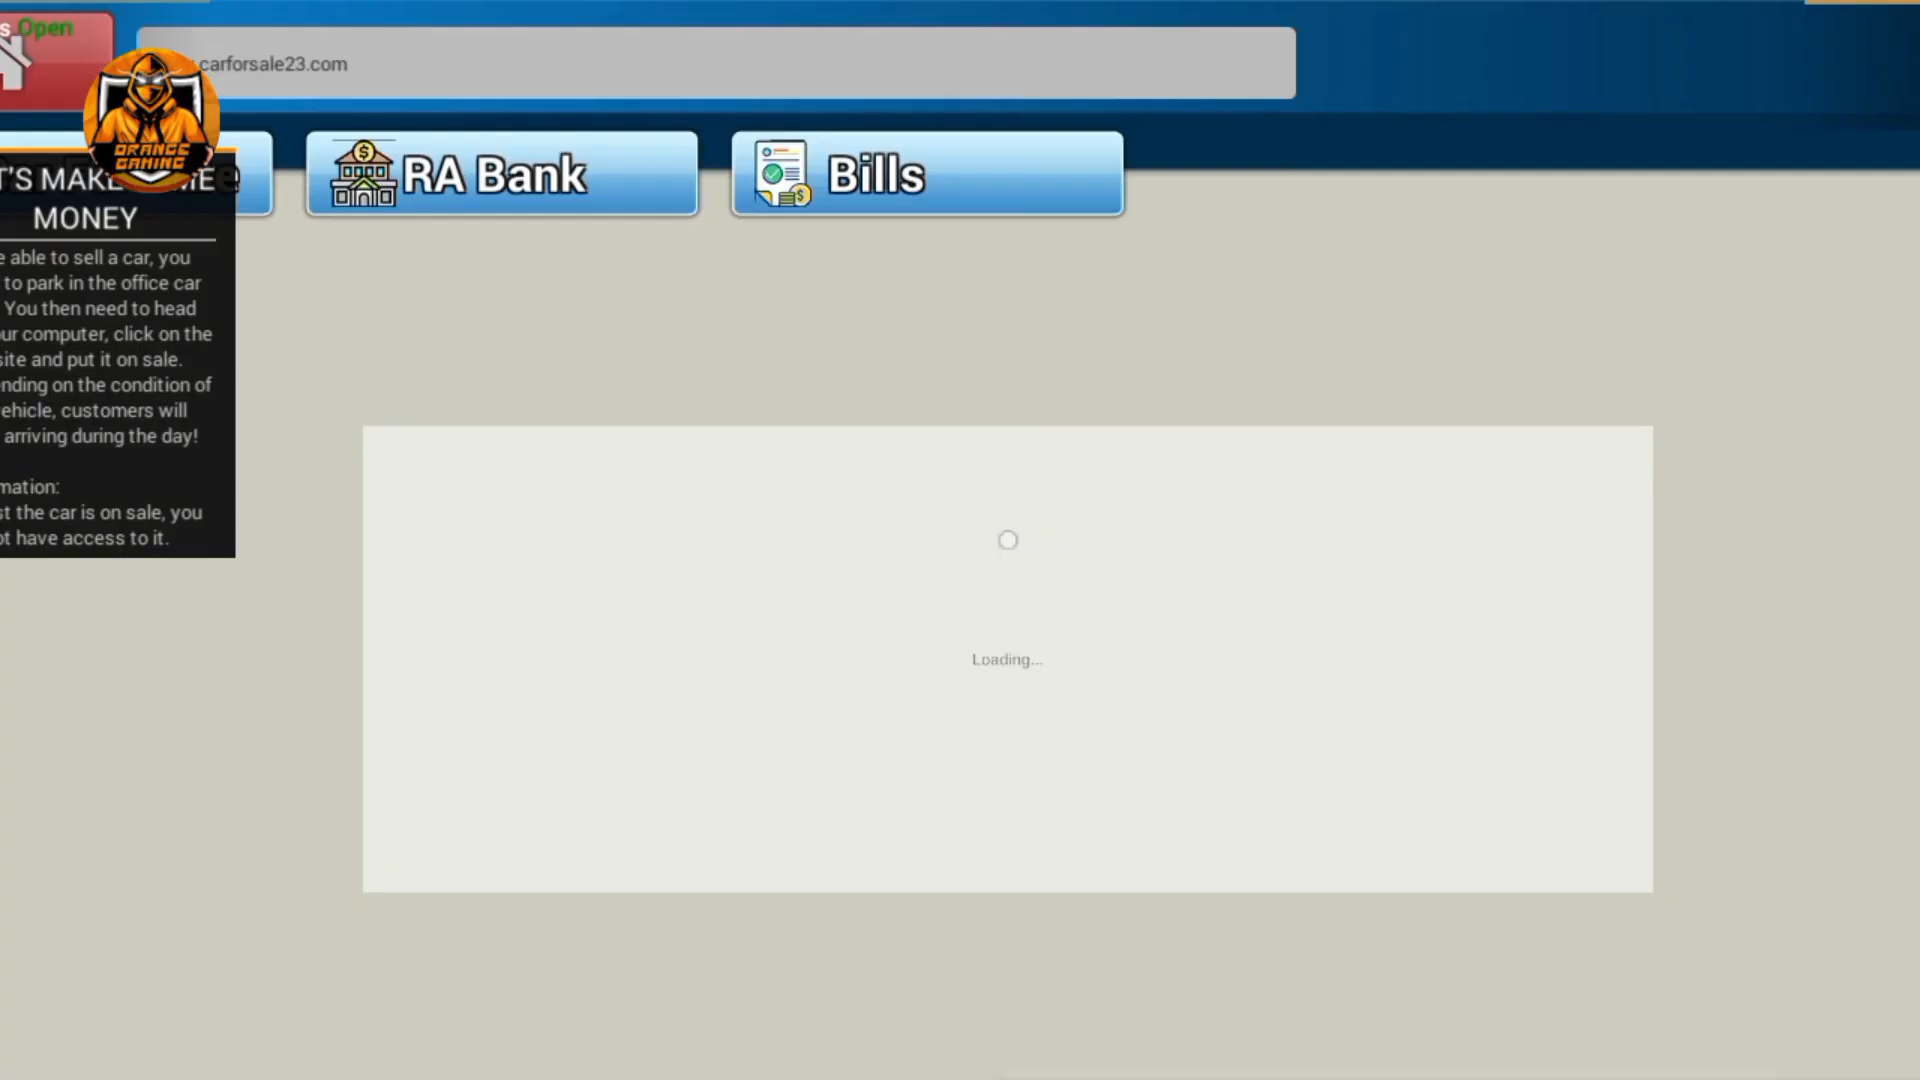 s Open
carforsale23.com
RA Bank
Bills
ORANGE
GAMING
T'S MAKE ME
MONEY
e able to sell a car, you
to park in the office car
You then need to head
ur computer, click on the
site and put it on sale.
ending on the condition of
ehicle, customers will
arriving during the day!
mation:
st the car is on sale, you
ot have access to it.
Loading...